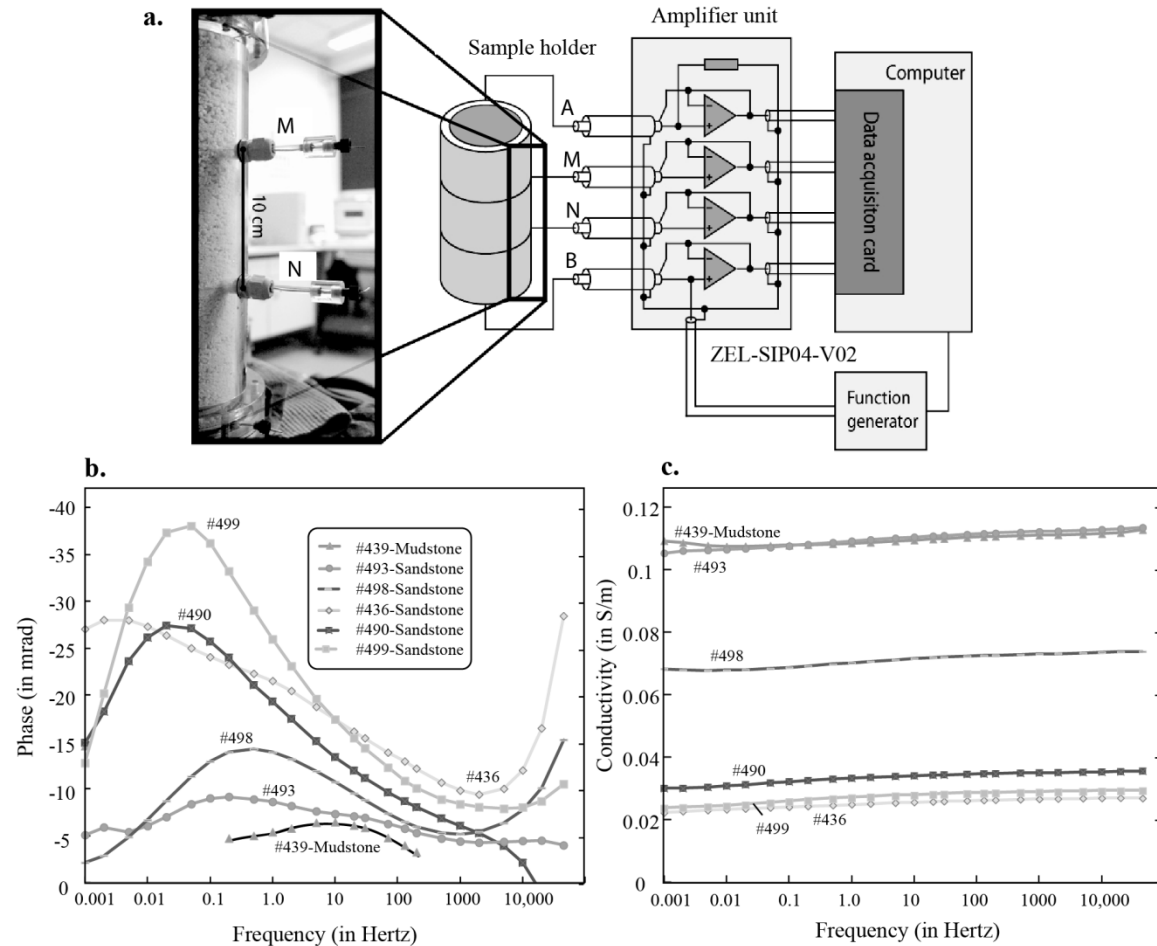 a.
Amplifier unit
Sample holder
Computer
M
10 cm
N
A
M
N
B
Data acquisiton card
ZEL-SIP04-V02
Function
generator
b.
-40
-35
-30
-25
-20
-15
-10
-5
0
Phase (in mrad)
#499
#490
#498
#493
#436
#439-Mudstone
#439-Mudstone
#493-Sandstone
#498-Sandstone
#436-Sandstone
#490-Sandstone
#499-Sandstone
0.001 0.01 0.1 1.0 10 100 1000 10,000
Frequency (in Hertz)
c.
0.12
0.1
0.08
0.06
0.04
0.02
0
Conductivity (in S/m)
#439-Mudstone
#493
#498
#490
#499
#436
0.001 0.01 0.1 1.0 10 100 1000 10,000
Frequency (in Hertz)